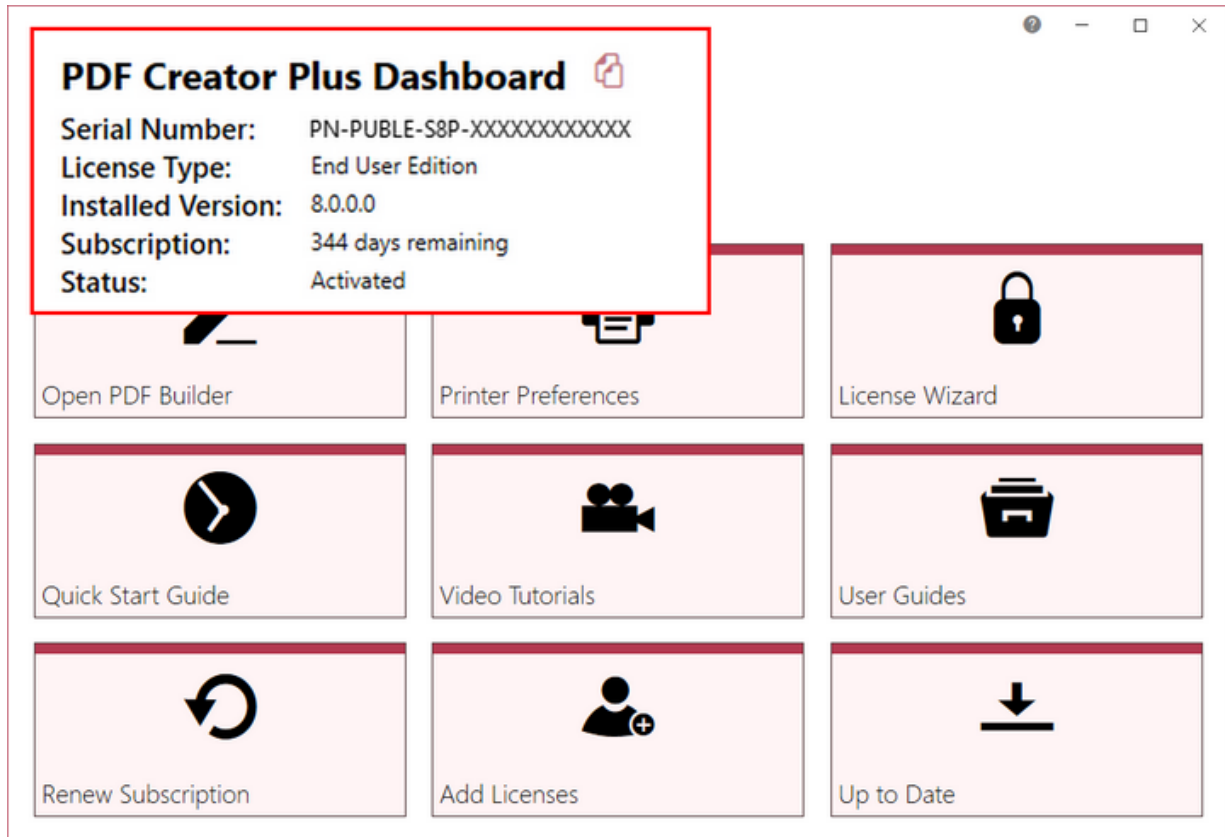 PDF Creator Plus Dashboard
Serial Number: PN-PUBLE-S8P-XXXXXXXXXXXX
License Type: End User Edition
Installed Version: 8.0.0.0
Subscription: 344 days remaining
Status: Activated
Open PDF Builder
Printer Preferences
License Wizard
Quick Start Guide
Video Tutorials
User Guides
Renew Subscription
Add Licenses
Up to Date